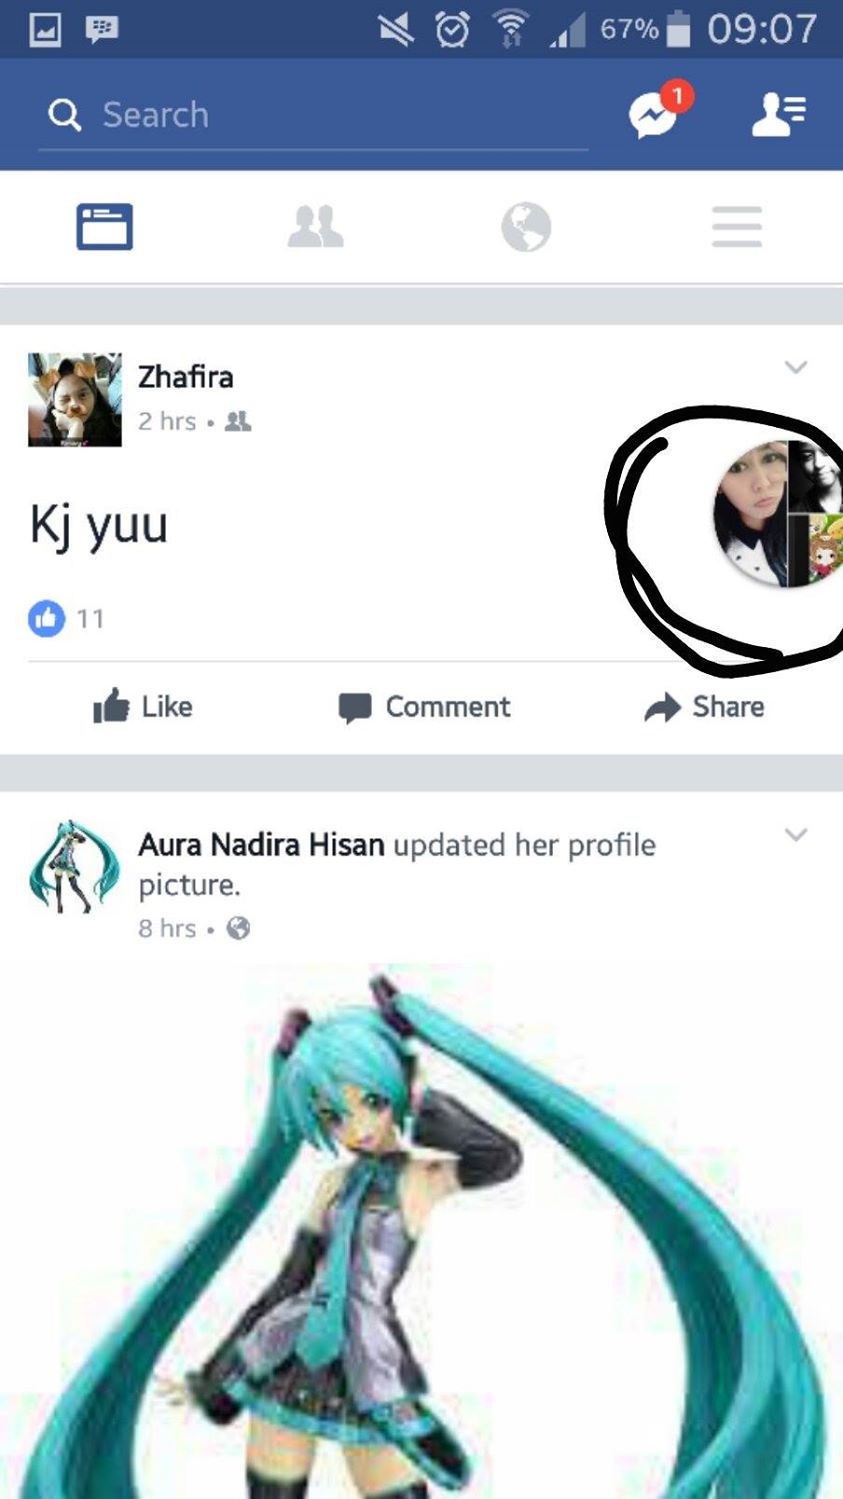 67% 09:07
Search
1
Zhafira
2 hrs •
Kj yuu
11
Like Comment Share
Aura Nadira Hisan updated her profile
picture.
8 hrs •